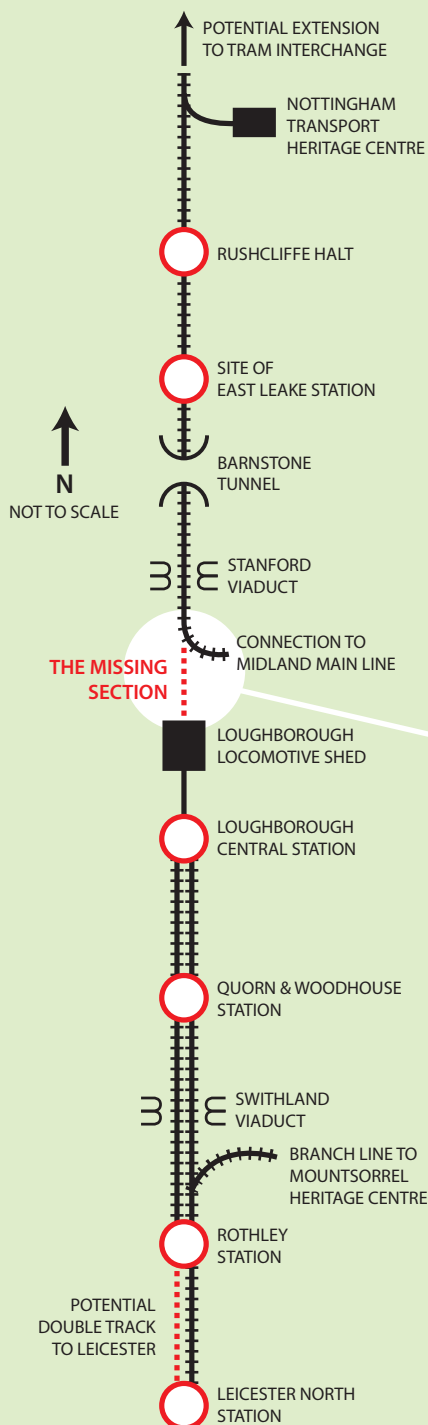 POTENTIAL EXTENSION
TO TRAM INTERCHANGE
NOTTINGHAM
TRANSPORT
HERITAGE CENTRE
RUSHCLIFFE HALT
SITE OF
EAST LEAKE STATION
N
NOT TO SCALE
BARNSTONE
TUNNEL
STANFORD
VIADUCT
CONNECTION TO
MIDLAND MAIN LINE
THE MISSING
SECTION
LOUGHBOROUGH
LOCOMOTIVE SHED
LOUGHBOROUGH
CENTRAL STATION
QUORN & WOODHOUSE
STATION
SWITHLAND
VIADUCT
BRANCH LINE TO
MOUNTSORREL
HERITAGE CENTRE
ROTHLEY
STATION
POTENTIAL
DOUBLE TRACK
TO LEICESTER
LEICESTER NORTH
STATION